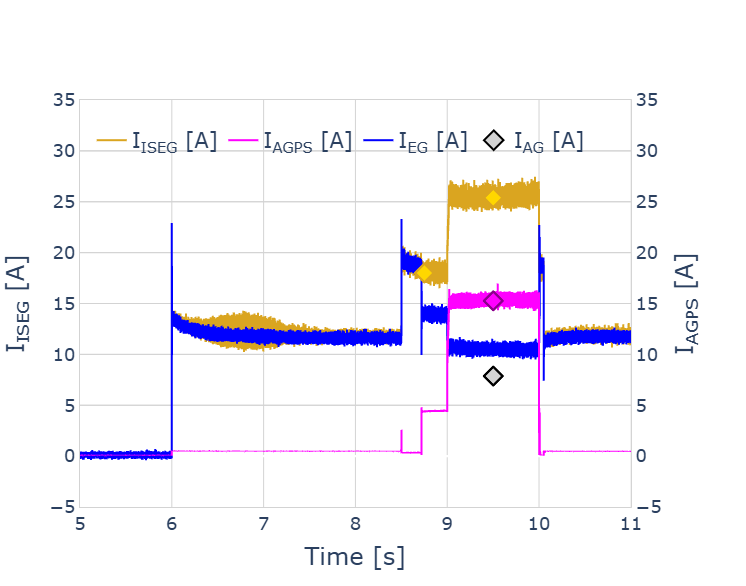 I_ISEG [A] I_AGPS [A] I_EG [A] I_AG [A]
35 35
30 30
25 25
20 20
15 15
10 10
5 5
0 0
−5 −5
5 6 7 8 9 10 11
Time [s]
I_ISEG [A]
I_AGPS [A]